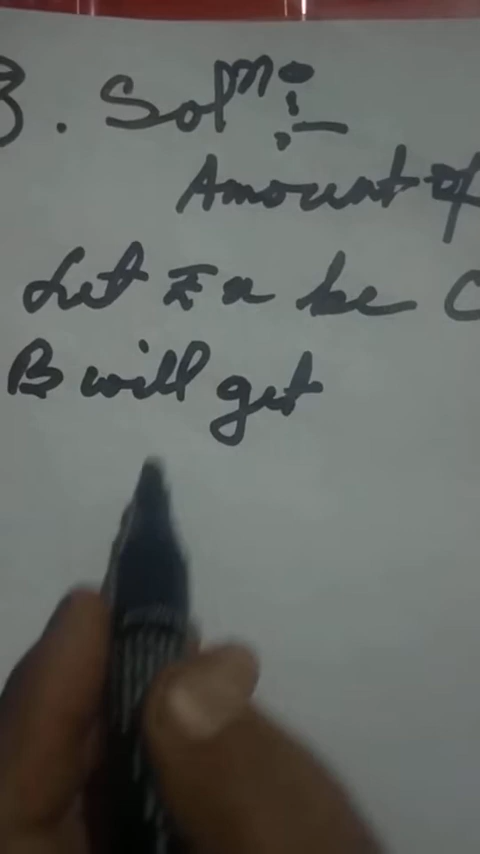 3. Solⁿ :-
Amount of
Let ₹ x be C
B will get